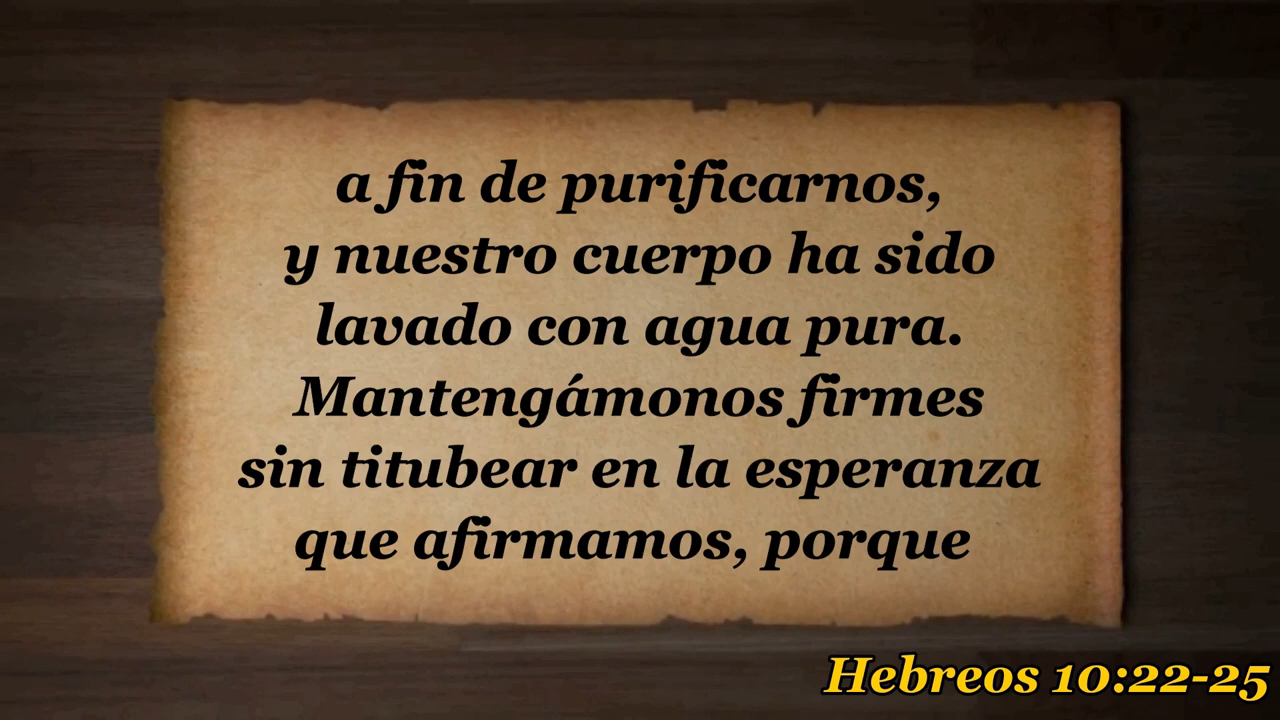 a fin de purificarnos,
y nuestro cuerpo ha sido
lavado con agua pura.
Mantengámonos firmes
sin titubear en la esperanza
que afirmamos, porque
Hebreos 10:22-25